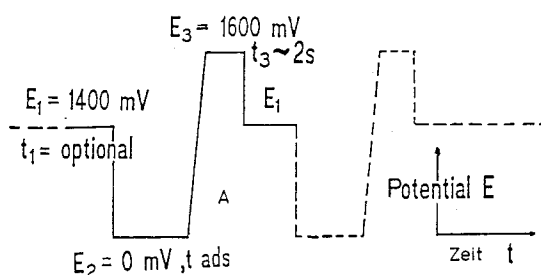 E₃ = 1600 mV
t₃~2s
E₁ = 1400 mV
E₁
t₁ = optional
A
Potential E
E₂ = 0 mV , t ads
Zeit t